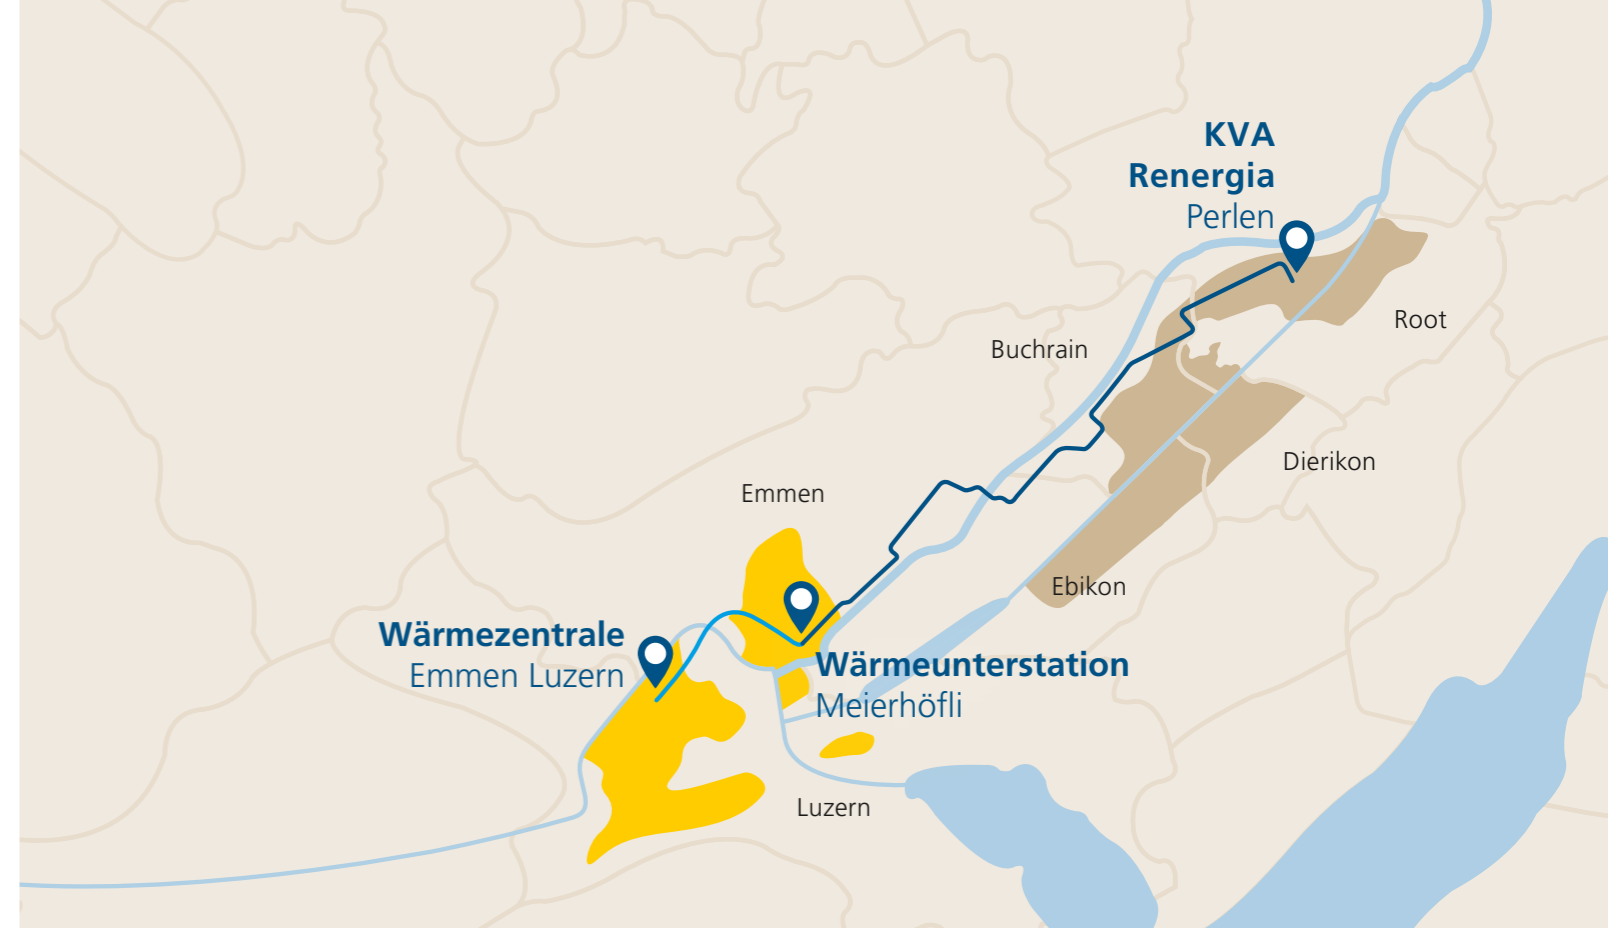 KVA
Renergia
Perlen
Root
Buchrain
Dierikon
Emmen
Ebikon
Wärmezentrale
Emmen Luzern
Wärmeunterstation
Meierhöfli
Luzern